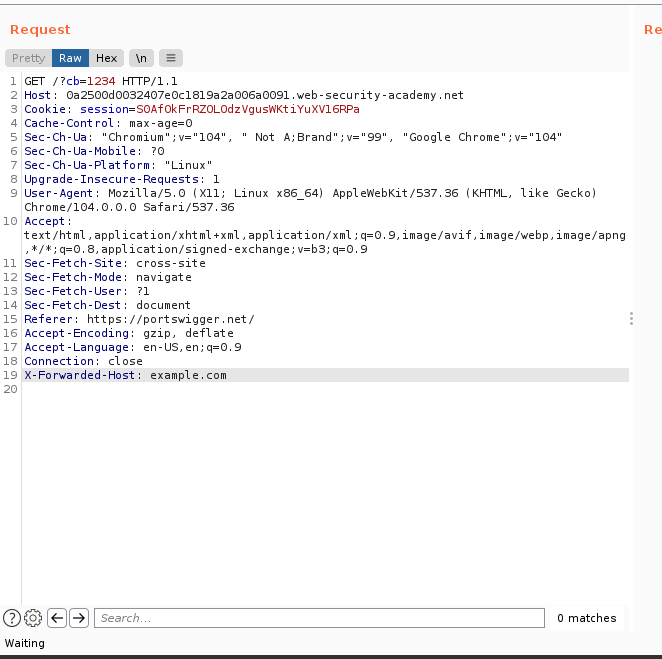 Request
Re
Pretty Raw Hex \n
1 GET /?cb=1234 HTTP/1.1
2 Host: 0a2500d0032407e0c1819a2a006a0091.web-security-academy.net
3 Cookie: session=S0Af0kFrRZOLOdzVgusWKtiYuXV16RPa
4 Cache-Control: max-age=0
5 Sec-Ch-Ua: "Chromium";v="104", " Not A;Brand";v="99", "Google Chrome";v="104"
6 Sec-Ch-Ua-Mobile: ?0
7 Sec-Ch-Ua-Platform: "Linux"
8 Upgrade-Insecure-Requests: 1
9 User-Agent: Mozilla/5.0 (X11; Linux x86_64) AppleWebKit/537.36 (KHTML, like Gecko)
Chrome/104.0.0.0 Safari/537.36
10 Accept:
text/html,application/xhtml+xml,application/xml;q=0.9,image/avif,image/webp,image/apng
,*/*;q=0.8,application/signed-exchange;v=b3;q=0.9
11 Sec-Fetch-Site: cross-site
12 Sec-Fetch-Mode: navigate
13 Sec-Fetch-User: ?1
14 Sec-Fetch-Dest: document
15 Referer: https://portswigger.net/
16 Accept-Encoding: gzip, deflate
17 Accept-Language: en-US,en;q=0.9
18 Connection: close
19 X-Forwarded-Host: example.com
20
Search... 0 matches
Waiting